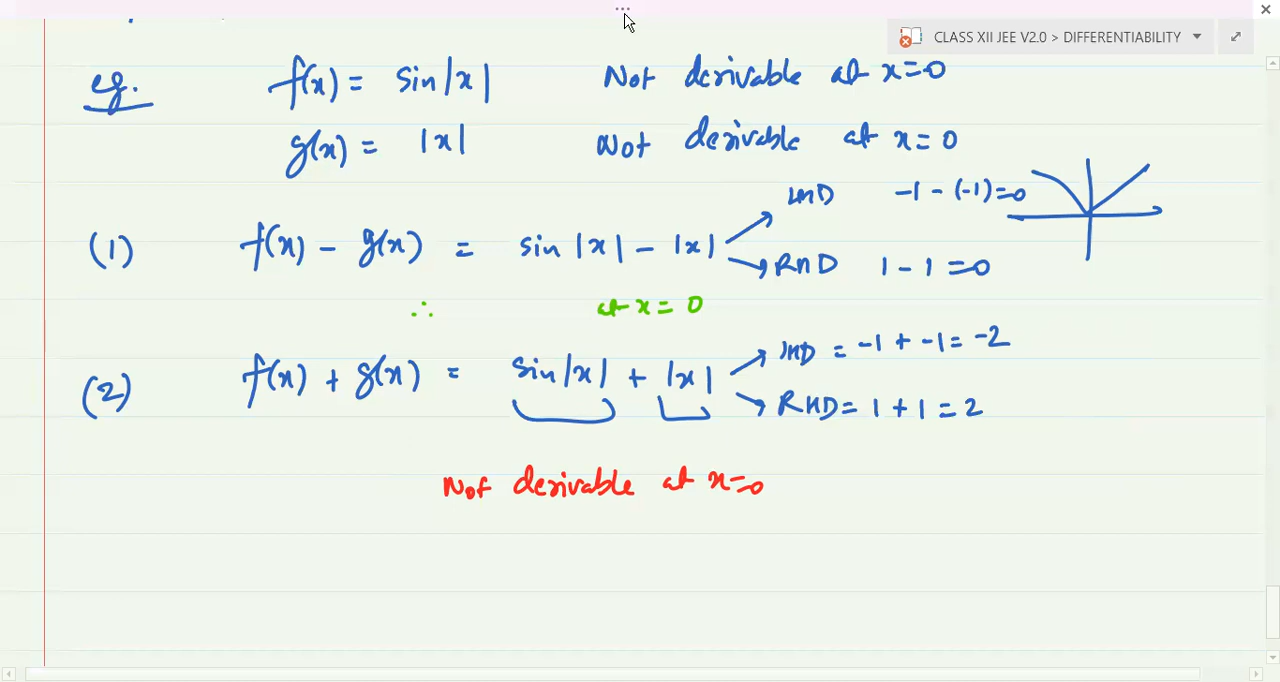 CLASS XII JEE V2.0 > DIFFERENTIABILITY
eg. f(x) = sin|x| Not derivable at x=0
g(x) = |x| Not derivable at x=0
(1) f(x) - g(x) = sin|x| - |x| LHD -1 - (-1) = 0
RHD 1 - 1 = 0
∴ at x = 0
(2) f(x) + g(x) = sin|x| + |x| LHD = -1 + -1 = -2
RHD = 1 + 1 = 2
Not derivable at x=0